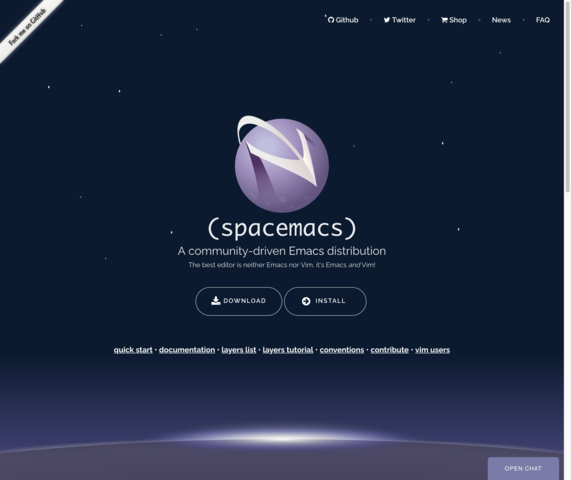 Fork me on GitHub
Github • Twitter • Shop • News • FAQ
(spacemacs)
A community-driven Emacs distribution
The best editor is neither Emacs nor Vim, it's Emacs and Vim!
DOWNLOAD INSTALL
quick start • documentation • layers list • layers tutorial • conventions • contribute • vim users
OPEN CHAT